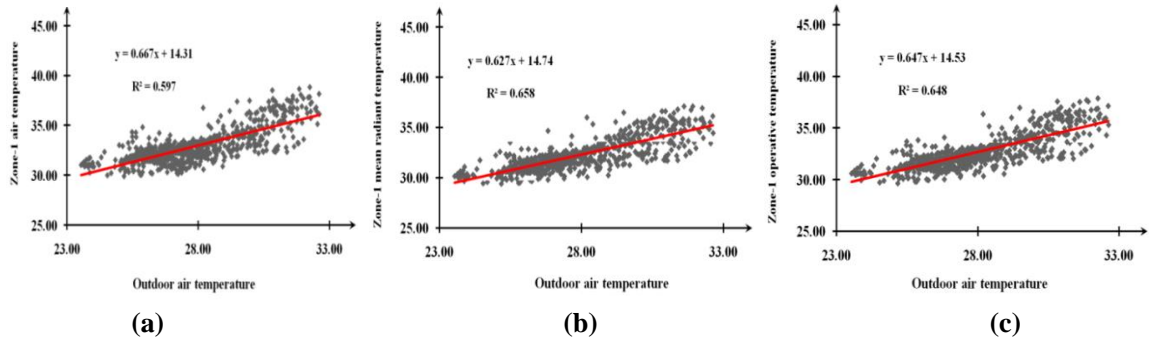 45.00
40.00
35.00
30.00
25.00
Zone-1 air temperature
y = 0.667x + 14.31
R² = 0.597
23.00 28.00 33.00
Outdoor air temperature
(a)
45.00
40.00
35.00
30.00
25.00
Zone-1 mean radiant temperature
y = 0.627x + 14.74
R² = 0.658
23.00 28.00 33.00
Outdoor air temperature
(b)
45.00
40.00
35.00
30.00
25.00
Zone-1 operative temperature
y = 0.647x + 14.53
R² = 0.648
23.00 28.00 33.00
Outdoor air temperature
(c)